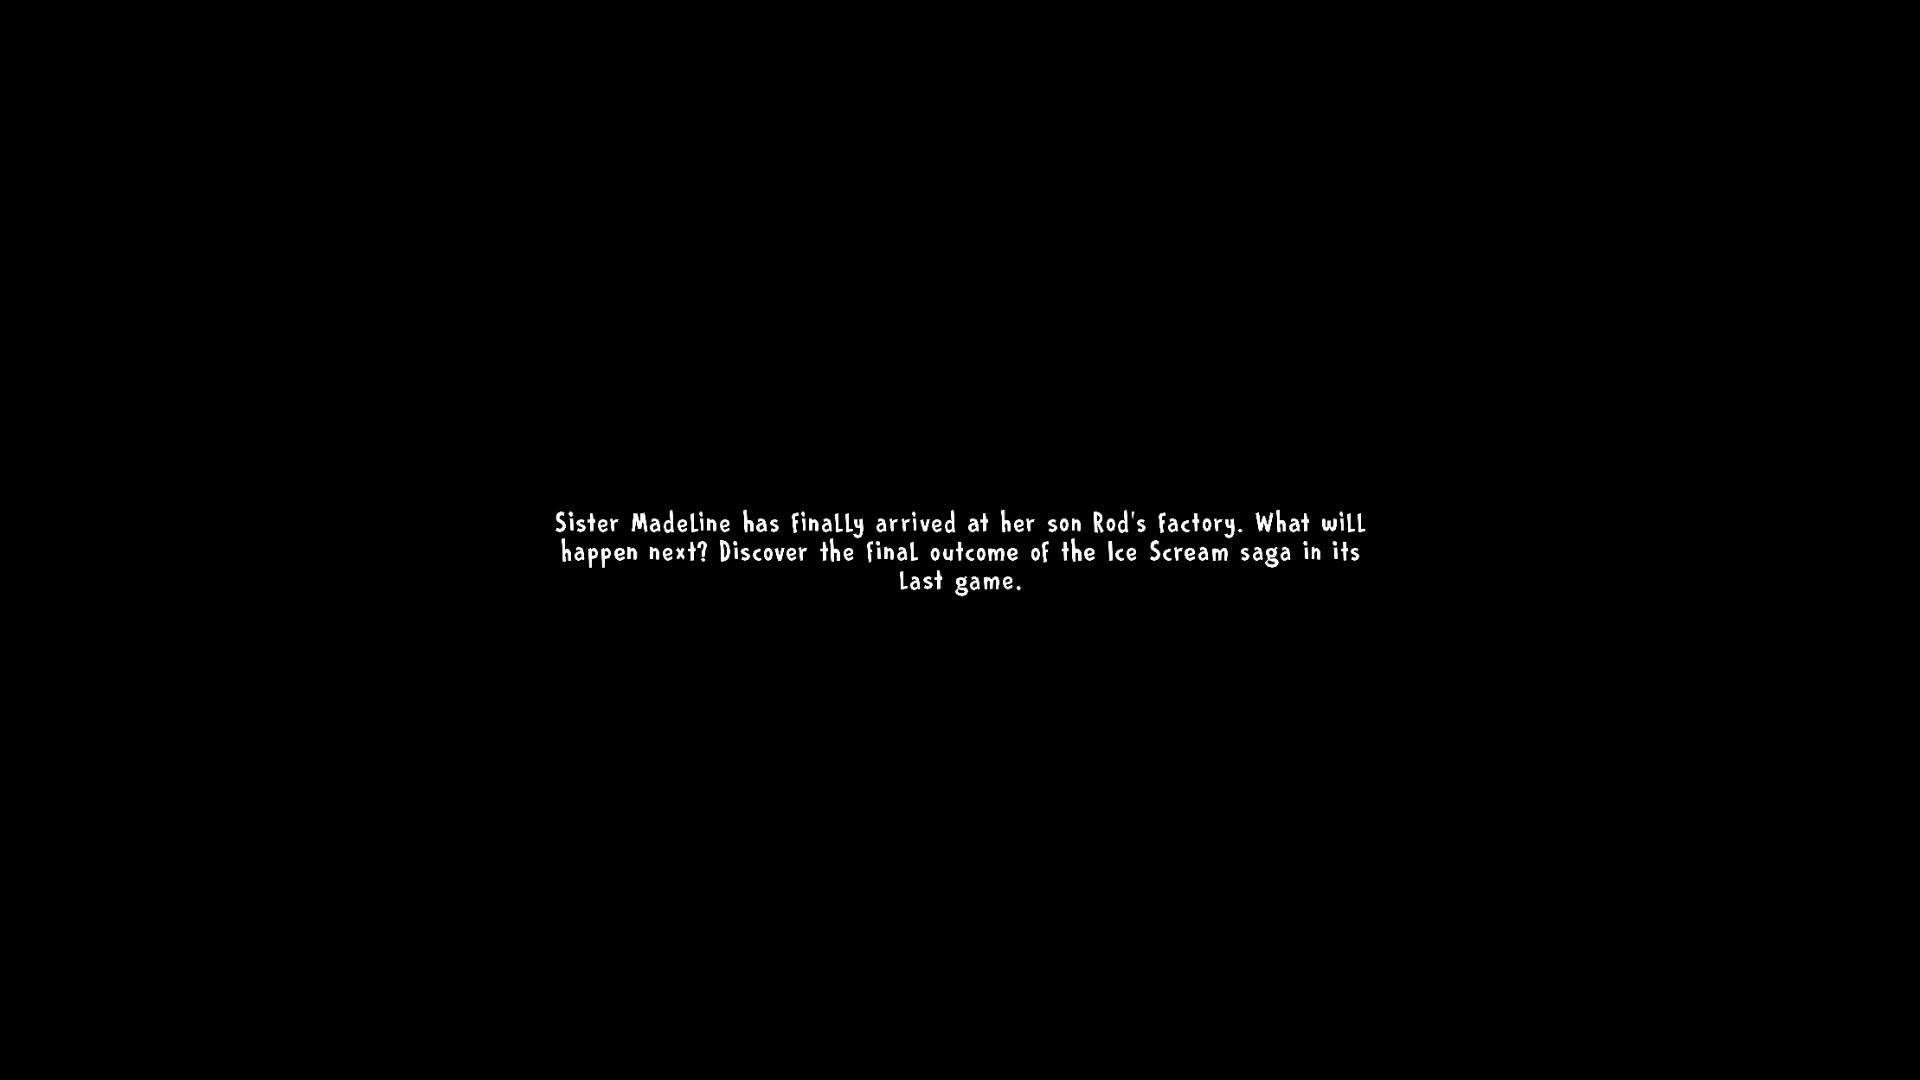 Sister Madeline has finally arrived at her son Rod's factory. What will
happen next? Discover the final outcome of the Ice Scream saga in its
last game.